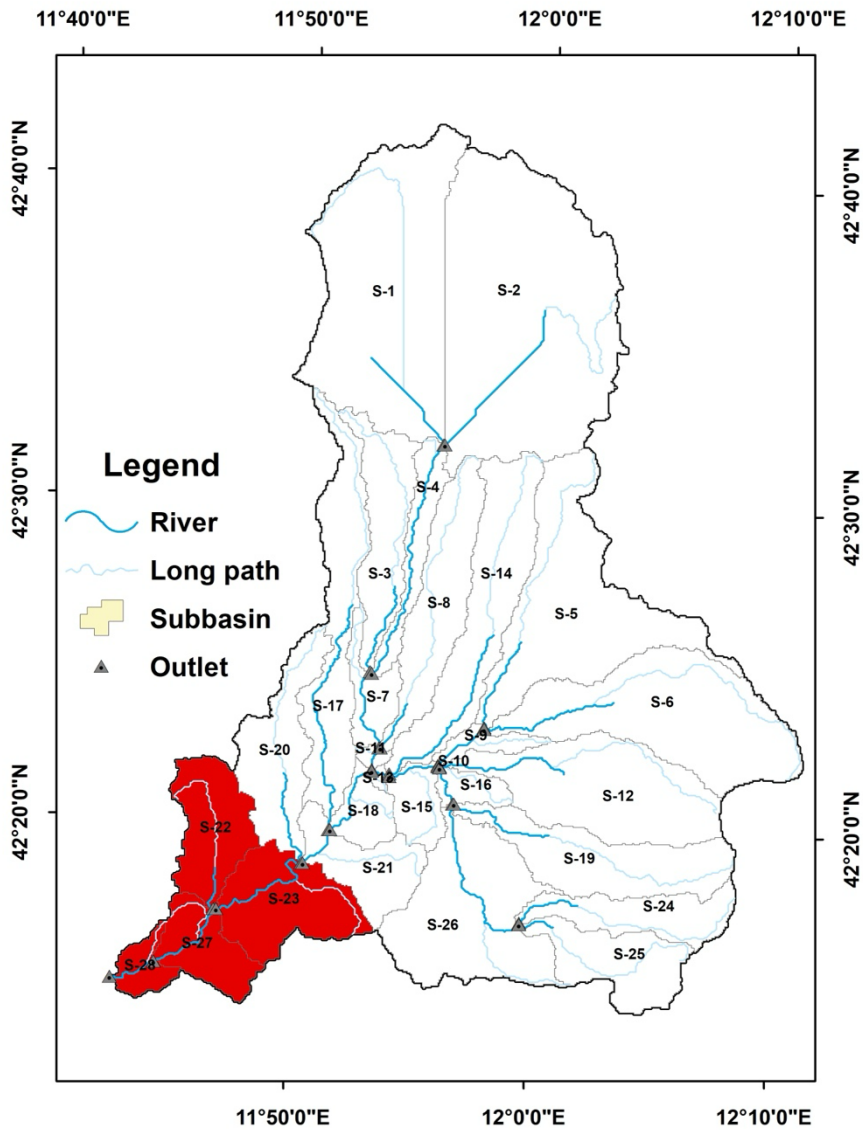 11°40'0"E 11°50'0"E 12°0'0"E 12°10'0"E
42°40'0"N
42°40'0"N
S-1
S-2
Legend
River
Long path
Subbasin
Outlet
S-4
42°30'0"N
42°30'0"N
S-3
S-14
S-8
S-5
S-17
S-7
S-6
S-20
S-11
S-9
S-10
S-16
S-12
S-18
S-15
42°20'0"N
42°20'0"N
S-22
S-21
S-19
S-23
S-24
S-26
S-27
S-25
S-28
11°50'0"E 12°0'0"E 12°10'0"E